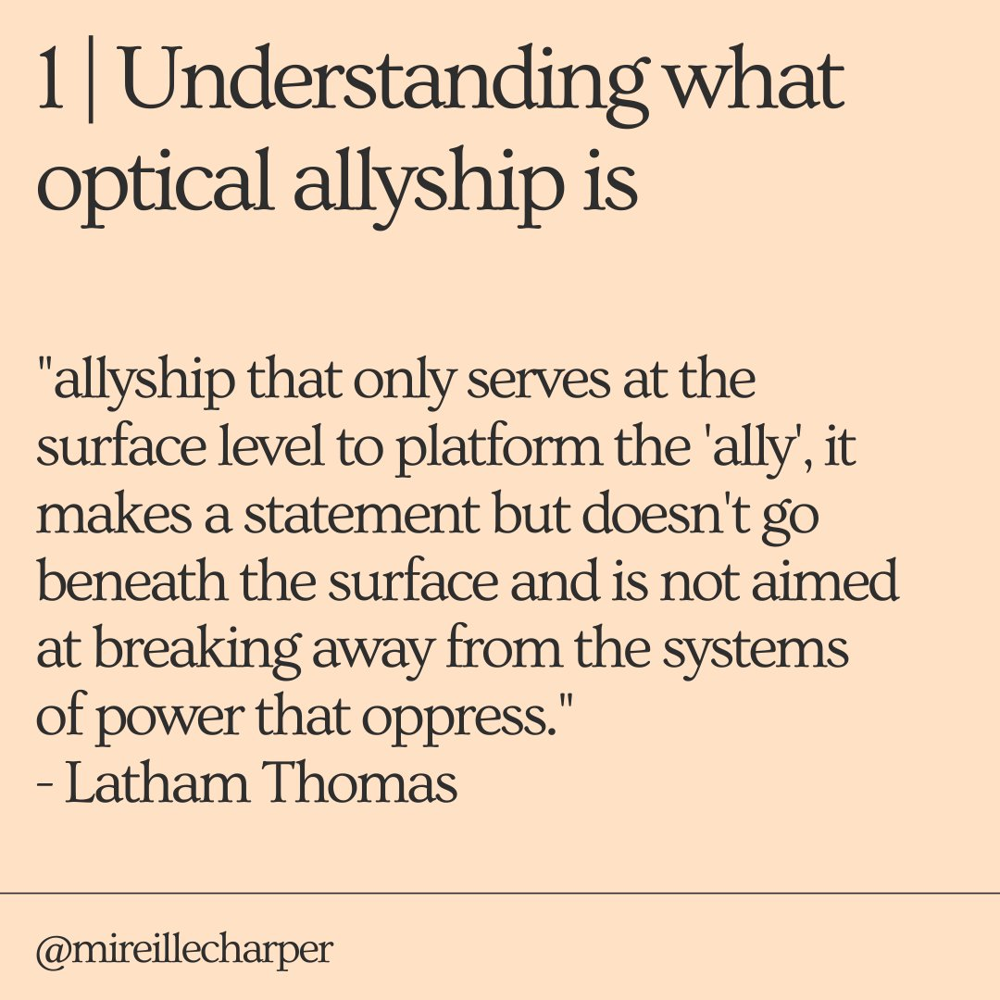 1 | Understanding what
optical allyship is
"allyship that only serves at the
surface level to platform the 'ally', it
makes a statement but doesn't go
beneath the surface and is not aimed
at breaking away from the systems
of power that oppress."
- Latham Thomas
@mireillecharper